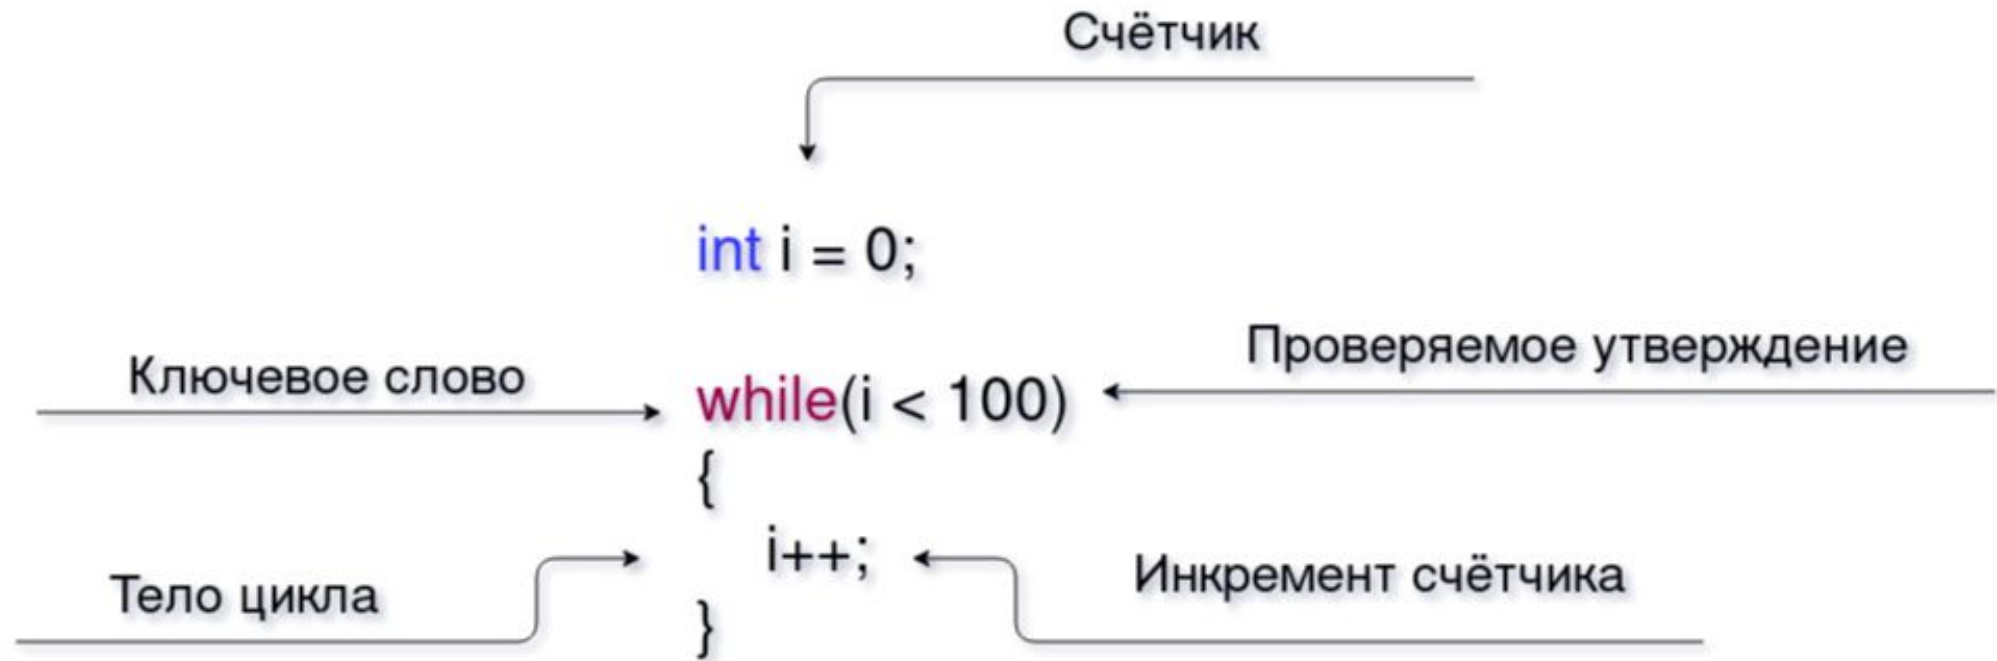 Счётчик
int i = 0;
Проверяемое утверждение
Ключевое слово
while(i < 100)
{
i++;
Инкремент счётчика
Тело цикла
}